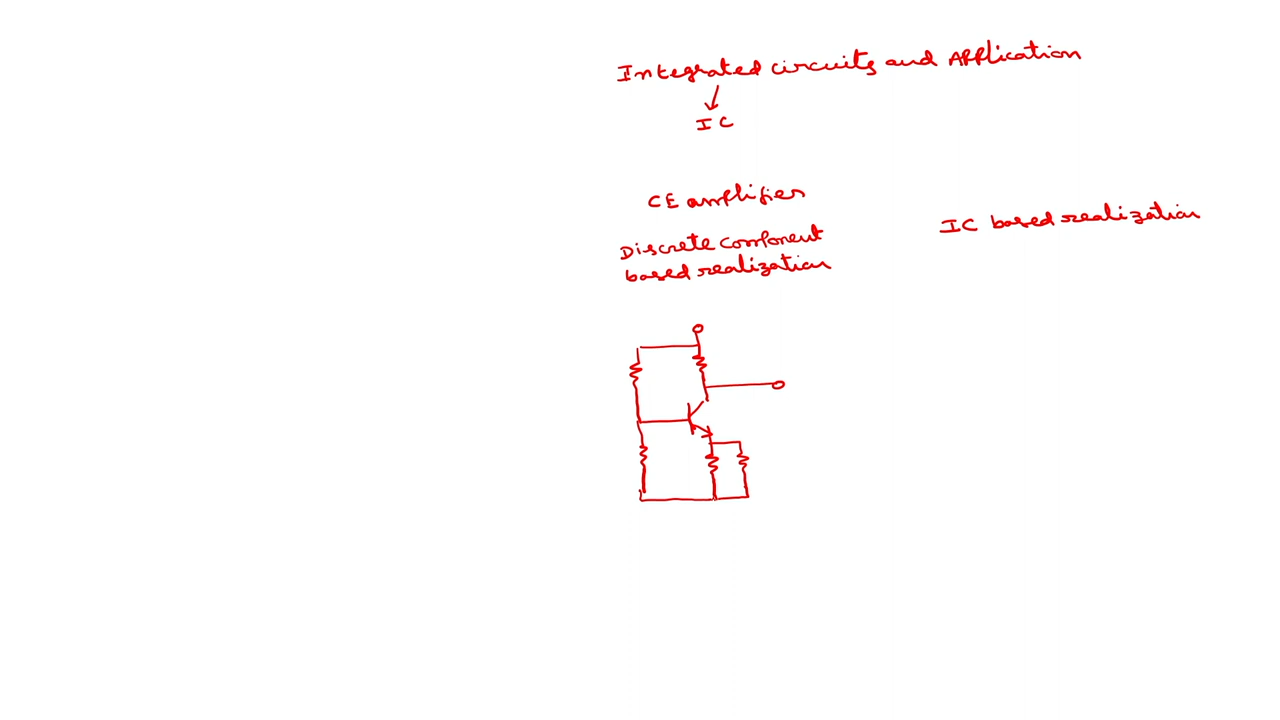 Integrated circuits and Application
IC
CE amplifier
Discrete component
based realization
IC based realization